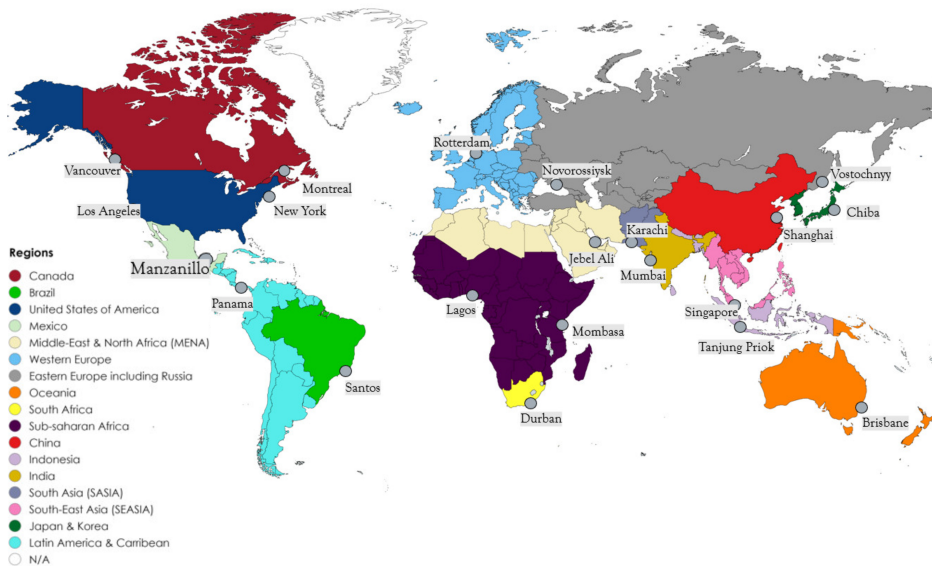 Rotterdam
Vancouver
Montreal
Novorossiysk
Vostochnyy
Los Angeles
New York
Chiba
Karachi
Shanghai
Regions
Manzanillo
Jebel Ali
Mumbai
Canada
Brazil
Panama
Lagos
Singapore
United States of America
Mombasa
Mexico
Tanjung Priok
Middle-East & North Africa (MENA)
Western Europe
Eastern Europe including Russia
Santos
Oceania
South Africa
Durban
Brisbane
Sub-saharan Africa
China
Indonesia
India
South Asia (SASIA)
South-East Asia (SEASIA)
Japan & Korea
Latin America & Carribean
N/A